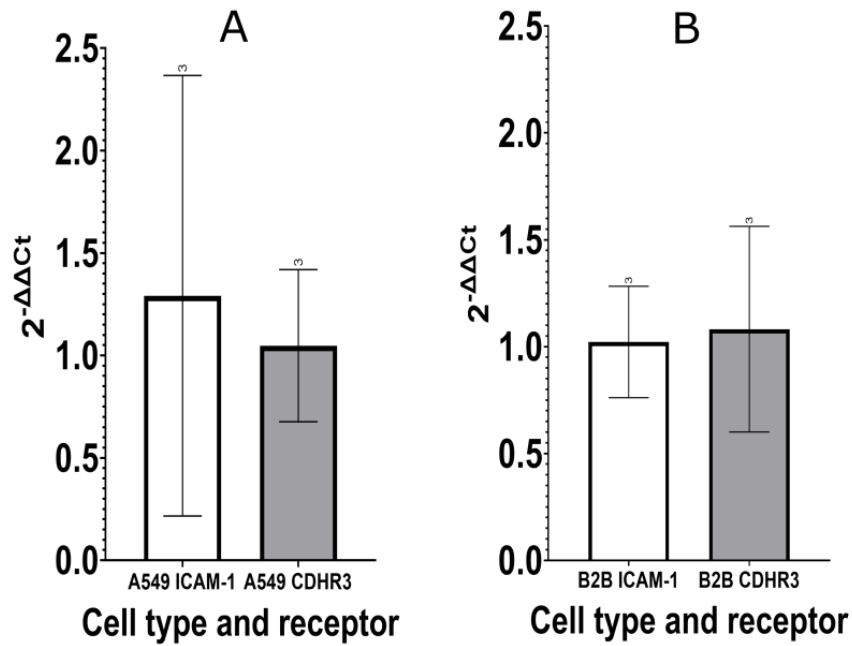 A
2.5
2.0
1.5
1.0
0.5
0.0
2^-ΔΔCt
3
3
A549 ICAM-1 A549 CDHR3
Cell type and receptor
B
2.5
2.0
1.5
1.0
0.5
0.0
2^-ΔΔCt
3
3
B2B ICAM-1 B2B CDHR3
Cell type and receptor